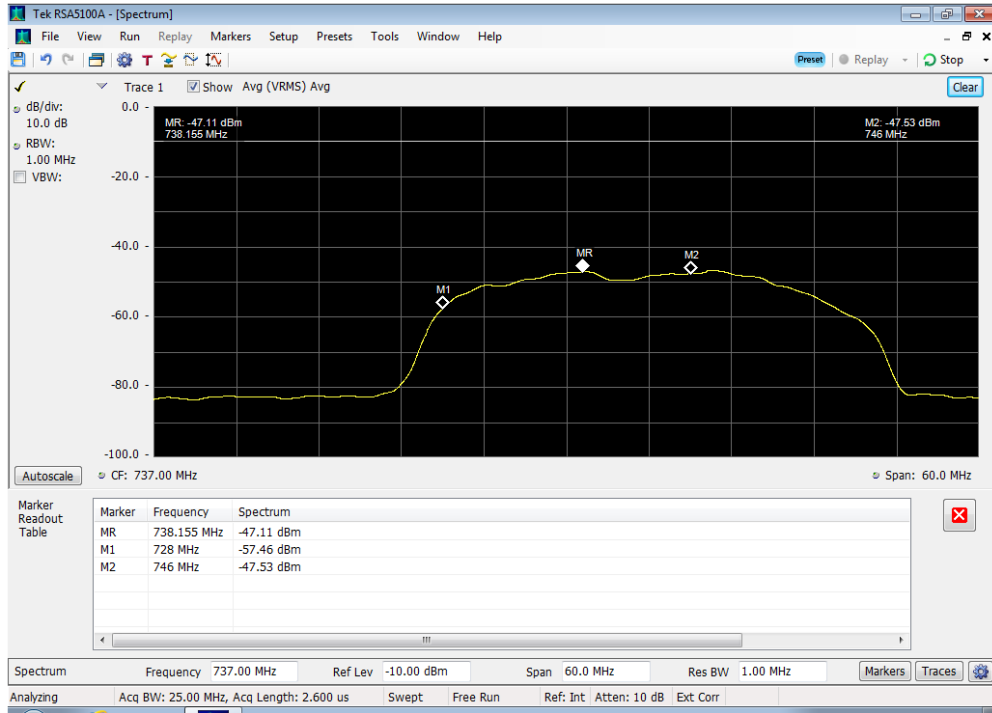 Tek RSA5100A - [Spectrum]
File View Run Replay Markers Setup Presets Tools Window Help
T Preset Replay Stop
Trace 1 Show Avg (VRMS) Avg Clear
dB/div:
10.0 dB
RBW:
1.00 MHz
VBW:
0.0 -
MR: -47.11 dBm
738.155 MHz
M2: -47.53 dBm
746 MHz
-20.0 -
-40.0 -
MR
M2
M1
-60.0 -
-80.0 -
-100.0 -
Autoscale CF: 737.00 MHz Span: 60.0 MHz
Marker
Readout
Table
Marker Frequency Spectrum
MR 738.155 MHz -47.11 dBm
M1 728 MHz -57.46 dBm
M2 746 MHz -47.53 dBm
Spectrum Frequency 737.00 MHz Ref Lev -10.00 dBm Span 60.0 MHz Res BW 1.00 MHz Markers Traces
Analyzing Acq BW: 25.00 MHz, Acq Length: 2.600 us Swept Free Run Ref: Int Atten: 10 dB Ext Corr